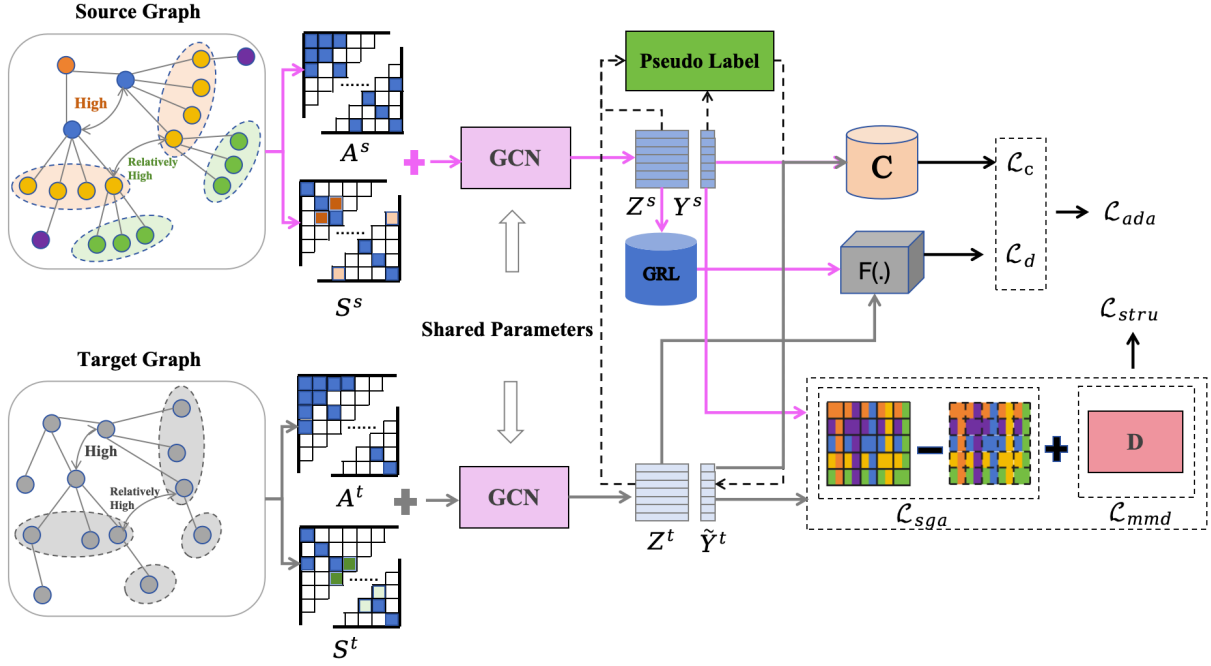 Source Graph
High
Relatively
High
A^s
S^s
GCN
Shared Parameters
Pseudo Label
Z^s
Y^s
GRL
C
F(.)
ℒ_c
ℒ_d
ℒ_ada
ℒ_stru
Target Graph
High
Relatively
High
A^t
S^t
GCN
Z^t
Ỹ^t
D
ℒ_sga
ℒ_mmd